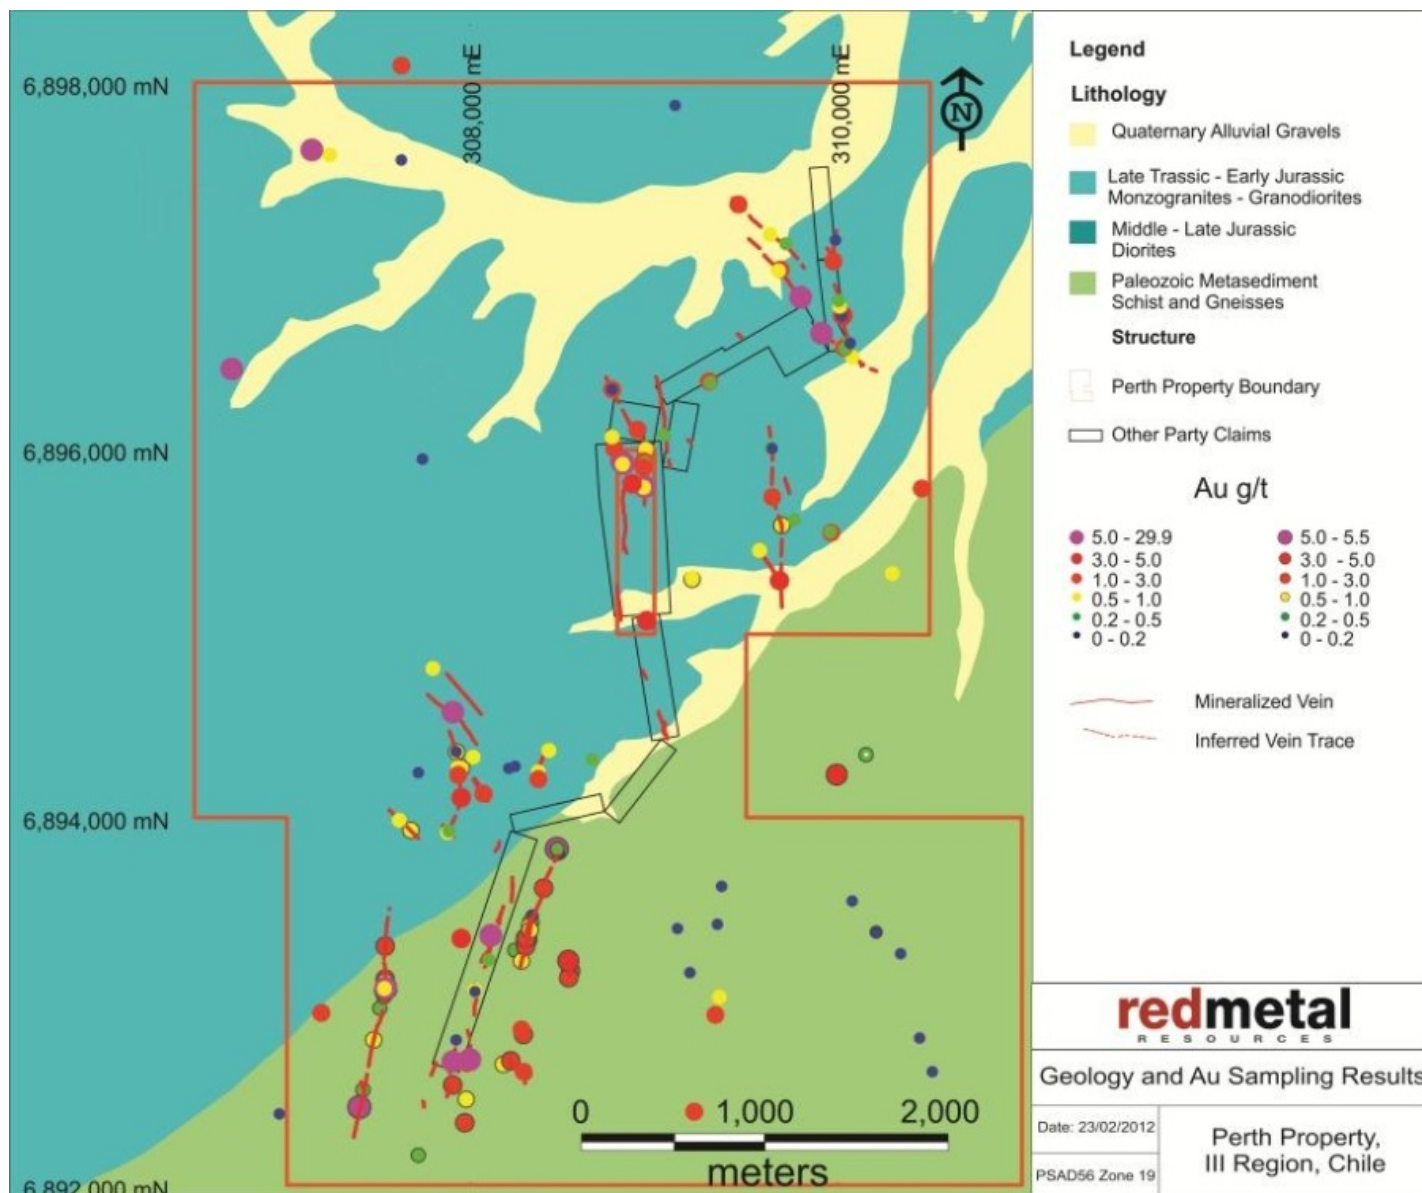 6,898,000 mN
308,000 mE
310,000 mE
N
6,896,000 mN
6,894,000 mN
6,892,000 mN
0 1,000 2,000
meters
Legend
Lithology
Quaternary Alluvial Gravels
Late Trassic - Early Jurassic
Monzogranites - Granodiorites
Middle - Late Jurassic
Diorites
Paleozoic Metasediment
Schist and Gneisses
Structure
Perth Property Boundary
Other Party Claims
Au g/t
5.0 - 29.9 5.0 - 5.5
3.0 - 5.0 3.0 - 5.0
1.0 - 3.0 1.0 - 3.0
0.5 - 1.0 0.5 - 1.0
0.2 - 0.5 0.2 - 0.5
0 - 0.2 0 - 0.2
Mineralized Vein
Inferred Vein Trace
redmetal
RESOURCES
Geology and Au Sampling Results
Date: 23/02/2012
PSAD56 Zone 19
Perth Property,
III Region, Chile